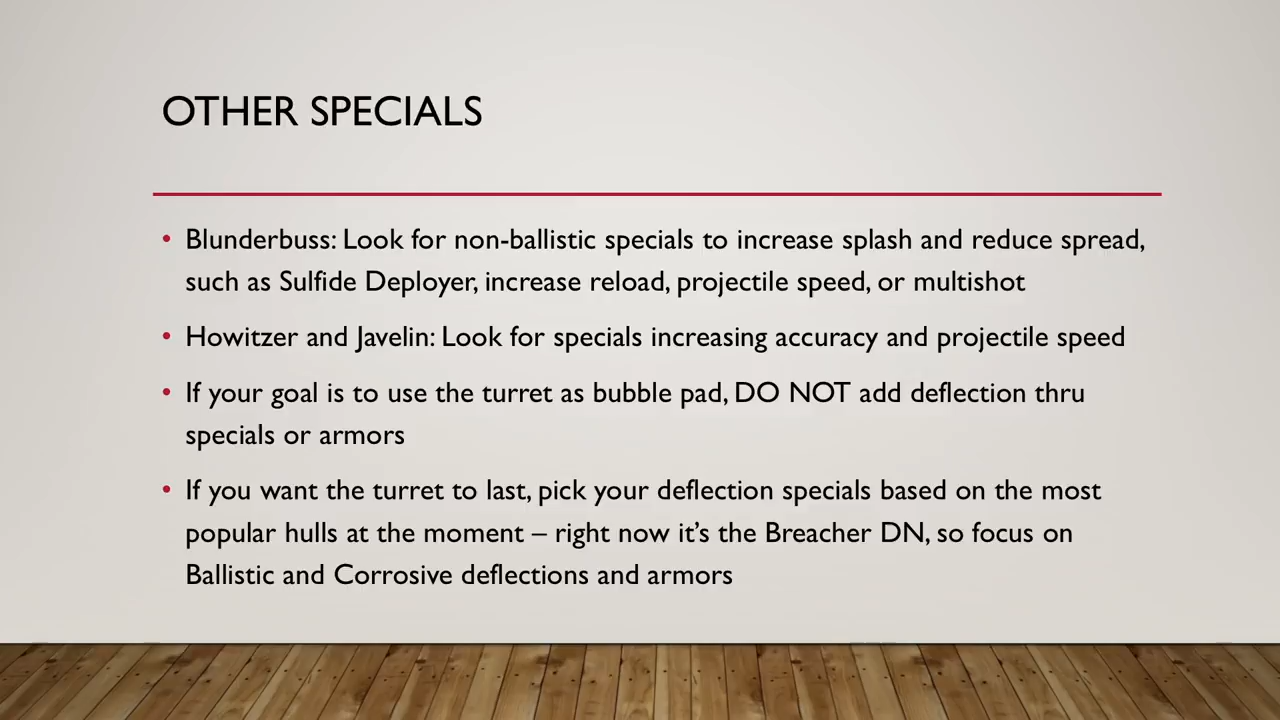 OTHER SPECIALS
• Blunderbuss: Look for non-ballistic specials to increase splash and reduce spread,
such as Sulfide Deployer, increase reload, projectile speed, or multishot
• Howitzer and Javelin: Look for specials increasing accuracy and projectile speed
• If your goal is to use the turret as bubble pad, DO NOT add deflection thru
specials or armors
• If you want the turret to last, pick your deflection specials based on the most
popular hulls at the moment – right now it’s the Breacher DN, so focus on
Ballistic and Corrosive deflections and armors